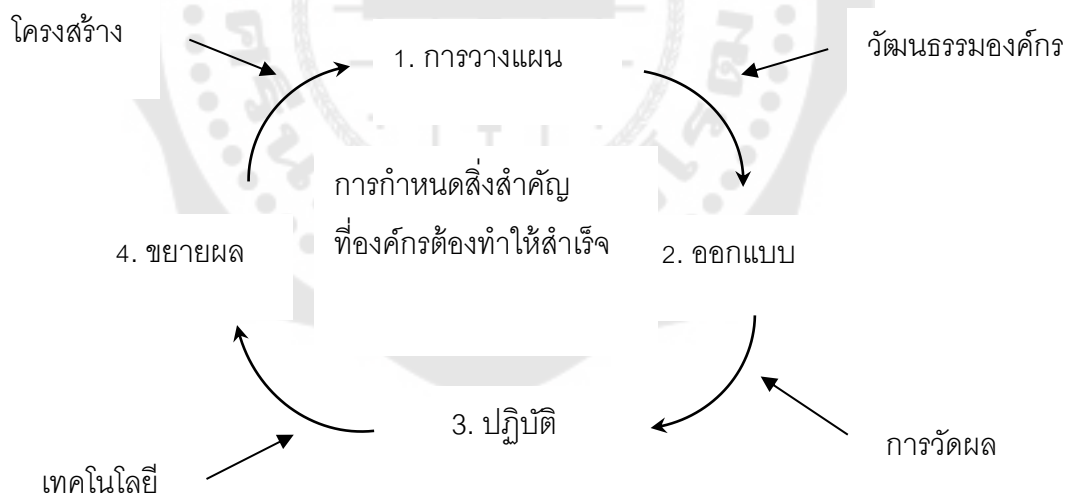 โครงสร้าง
1. การวางแผน
วัฒนธรรมองค์กร
การกำหนดสิ่งสำคัญ
ที่องค์กรต้องทำให้สำเร็จ
4. ขยายผล
2. ออกแบบ
3. ปฏิบัติ
การวัดผล
เทคโนโลยี